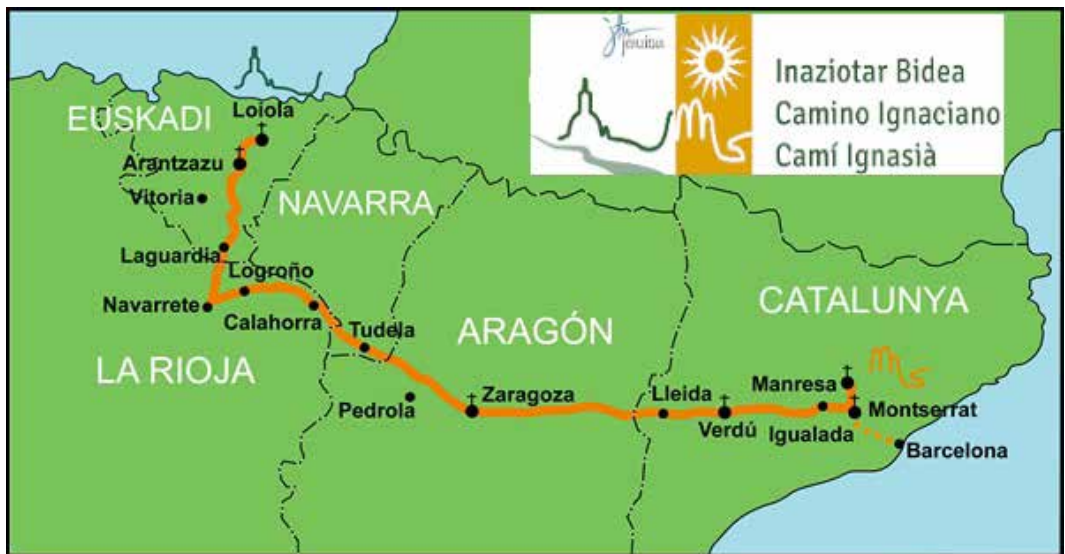 jesuitas
Inaziotar Bidea
Camino Ignaciano
Camí Ignasià
EUSKADI
Loiola
Arantzazu
Vitoria
NAVARRA
Laguardia
Logroño
Navarrete
Calahorra
Tudela
ARAGÓN
CATALUNYA
LA RIOJA
Pedrola
Zaragoza
Lleida
Manresa
Verdú
Igualada
Montserrat
Barcelona